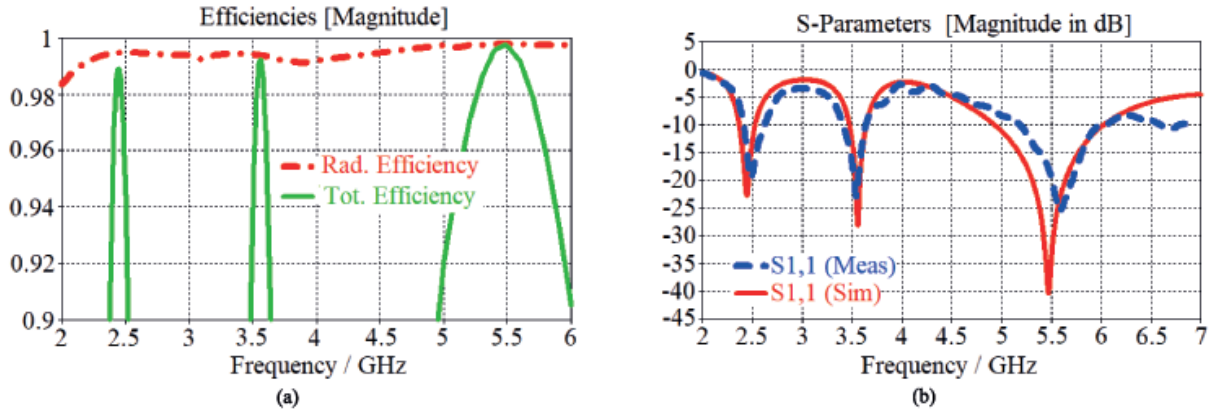 Efficiencies [Magnitude]
1
0.98
0.96
0.94
0.92
0.9
Rad. Efficiency
Tot. Efficiency
2 2.5 3 3.5 4 4.5 5 5.5 6
Frequency / GHz
(a)
S-Parameters [Magnitude in dB]
5
0
-5
-10
-15
-20
-25
-30
-35
-40
-45
S1,1 (Meas)
S1,1 (Sim)
2 2.5 3 3.5 4 4.5 5 5.5 6 6.5 7
Frequency / GHz
(b)